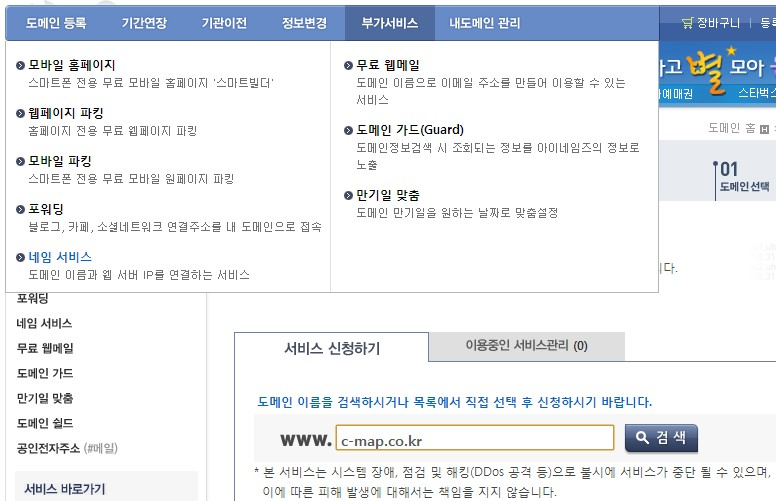 도메인 등록 기간연장 기관이전 정보변경 부가서비스 내도메인 관리 장바구니
모바일 홈페이지
스마트폰 전용 무료 모바일 홈페이지 '스마트빌더'
웹페이지 파킹
홈페이지 전용 무료 웹페이지 파킹
모바일 파킹
스마트폰 전용 무료 모바일 원페이지 파킹
포워딩
블로그, 카페, 소셜네트워크 연결주소를 내 도메인으로 접속
네임 서비스
도메인 이름과 웹 서버 IP를 연결하는 서비스
무료 웹메일
도메인 이름으로 이메일 주소를 만들어 이용할 수 있는
서비스
도메인 가드(Guard)
도메인정보검색 시 조회되는 정보를 아이네임즈의 정보로
노출
만기일 맞춤
도메인 만기일을 원하는 날짜로 맞춤설정
하고 별 모아
예매권 스타벅스
도메인 홈 H
01
도메인선택
니다.
포워딩
네임 서비스
무료 웹메일
도메인 가드
만기일 맞춤
도메인 쉴드
공인전자주소 (#메일)
서비스 바로가기
서비스 신청하기 이용중인 서비스관리 (0)
도메인 이름을 검색하시거나 목록에서 직접 선택 후 신청하시기 바랍니다.
www. c-map.co.kr 검색
* 본 서비스는 시스템 장애, 점검 및 해킹(DDos 공격 등)으로 불시에 서비스가 중단 될 수 있으며,
이에 따른 피해 발생에 대해서는 책임을 지지 않습니다.